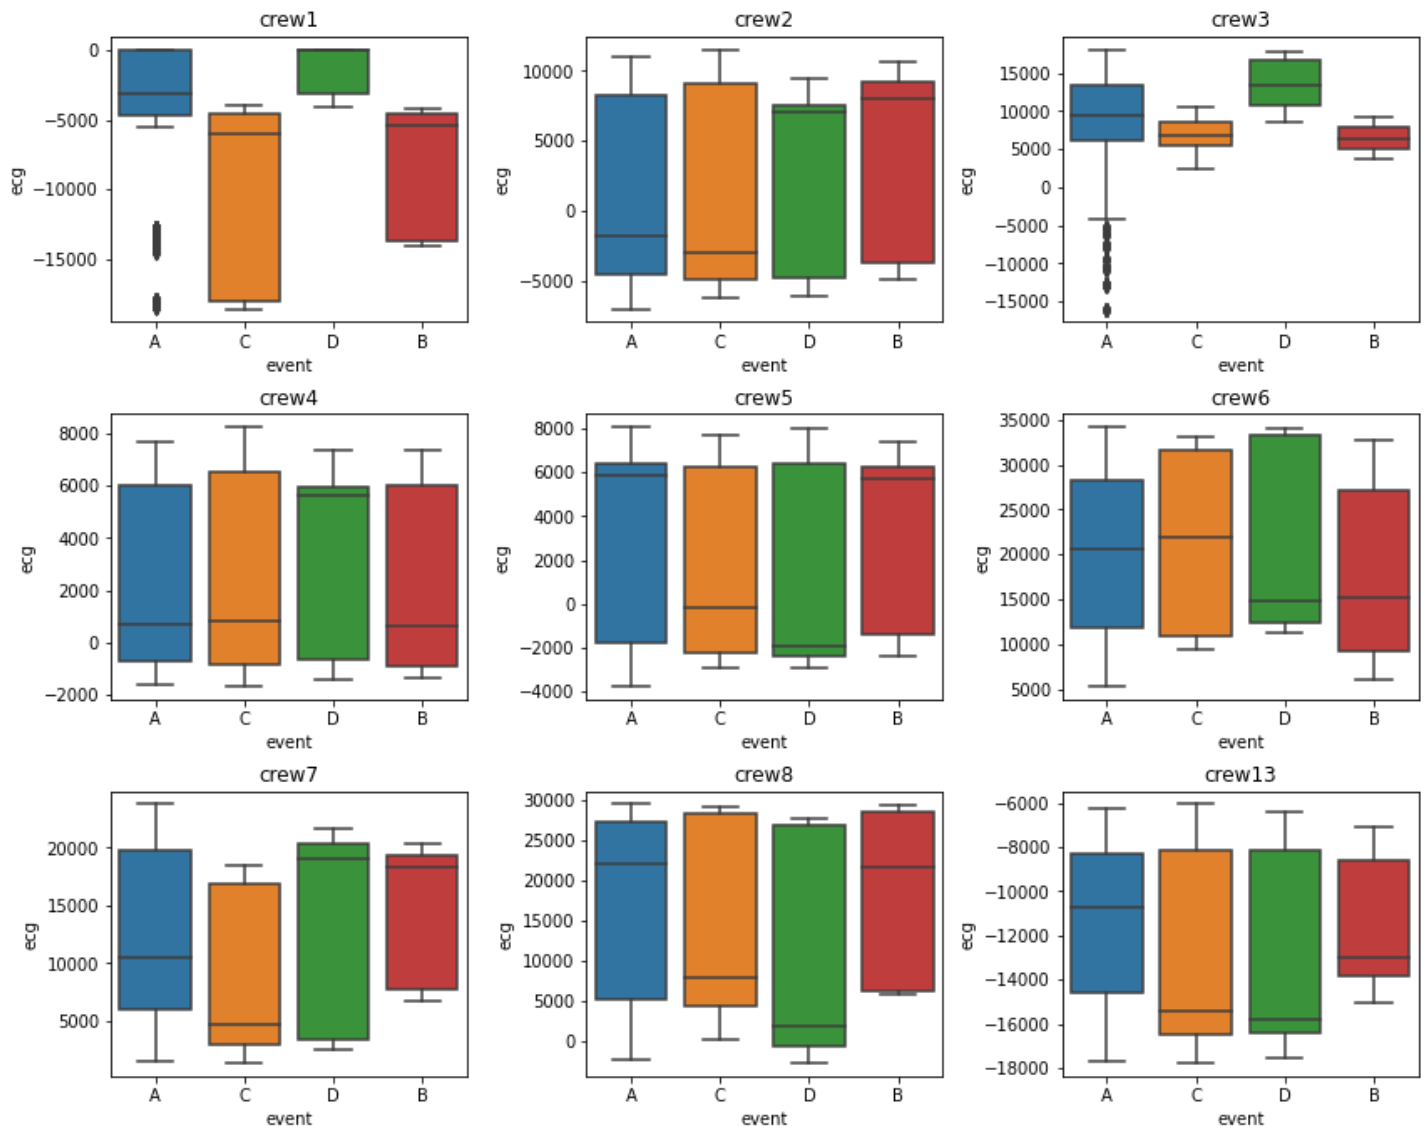 crew1 crew2 crew3
0
−5000
−10000
−15000
ecg
A C D B
event
10000
5000
0
−5000
ecg
A C D B
event
15000
10000
5000
0
−5000
−10000
−15000
ecg
A C D B
event
crew4 crew5 crew6
8000
6000
4000
2000
0
−2000
ecg
A C D B
event
8000
6000
4000
2000
0
−2000
−4000
ecg
A C D B
event
35000
30000
25000
20000
15000
10000
5000
ecg
A C D B
event
crew7 crew8 crew13
20000
15000
10000
5000
ecg
A C D B
event
30000
25000
20000
15000
10000
5000
0
ecg
A C D B
event
−6000
−8000
−10000
−12000
−14000
−16000
−18000
ecg
A C D B
event